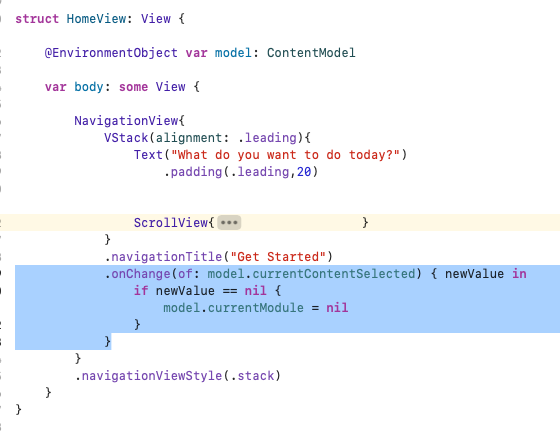 struct HomeView: View {
@EnvironmentObject var model: ContentModel
var body: some View {
NavigationView{
VStack(alignment: .leading){
Text("What do you want to do today?")
.padding(.leading,20)
ScrollView{ ••• }
}
.navigationTitle("Get Started")
.onChange(of: model.currentContentSelected) { newValue in
if newValue == nil {
model.currentModule = nil
}
}
}
.navigationViewStyle(.stack)
}
}